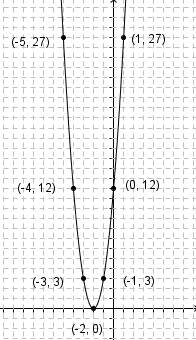 (-5, 27) (1, 27)
(-4, 12) (0, 12)
(-3, 3) (-1, 3)
(-2, 0)